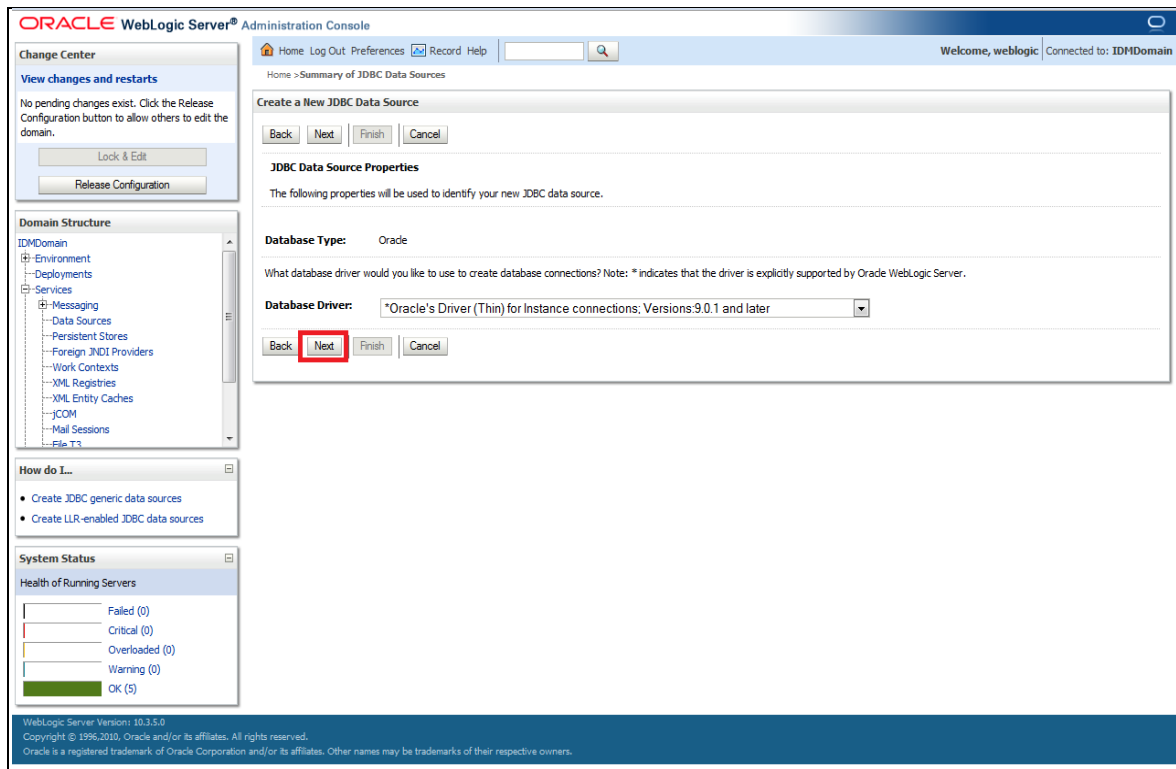 ORACLE WebLogic Server® Administration Console
Change Center
View changes and restarts
No pending changes exist. Click the Release
Configuration button to allow others to edit the
domain.
Lock & Edit
Release Configuration
Domain Structure
IDMDomain
Environment
Deployments
Services
Messaging
Data Sources
Persistent Stores
Foreign JNDI Providers
Work Contexts
XML Registries
XML Entity Caches
jCOM
Mail Sessions
File T3
How do I...
Create JDBC generic data sources
Create LLR-enabled JDBC data sources
System Status
Health of Running Servers
Failed (0)
Critical (0)
Overloaded (0)
Warning (0)
OK (5)
Home Log Out Preferences Record Help
Welcome, weblogic Connected to: IDMDomain
Home >Summary of JDBC Data Sources
Create a New JDBC Data Source
Back Next Finish Cancel
JDBC Data Source Properties
The following properties will be used to identify your new JDBC data source.
Database Type: Oracle
What database driver would you like to use to create database connections? Note: * indicates that the driver is explicitly supported by Oracle WebLogic Server.
Database Driver: *Oracle's Driver (Thin) for Instance connections; Versions:9.0.1 and later
Back Next Finish Cancel
WebLogic Server Version: 10.3.5.0
Copyright © 1996,2010, Oracle and/or its affiliates. All rights reserved.
Oracle is a registered trademark of Oracle Corporation and/or its affiliates. Other names may be trademarks of their respective owners.